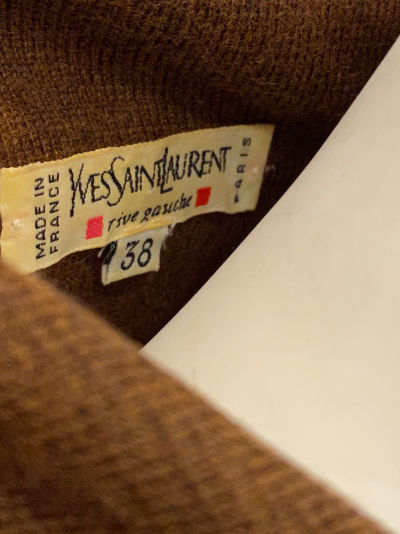 MADE IN
FRANCE
YVES SAINT LAURENT
rive gauche
PARIS
38